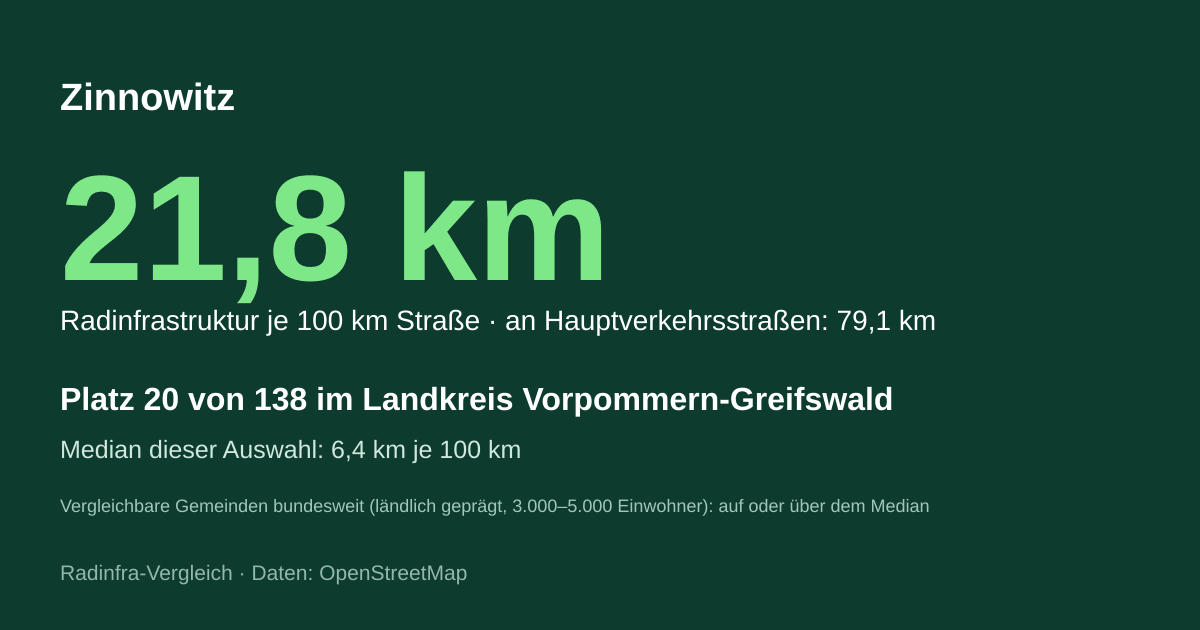 Zinnowitz
21,8 km
Radinfrastruktur je 100 km Straße · an Hauptverkehrsstraßen: 79,1 km
Platz 20 von 138 im Landkreis Vorpommern-Greifswald
Median dieser Auswahl: 6,4 km je 100 km
Vergleichbare Gemeinden bundesweit (ländlich geprägt, 3.000–5.000 Einwohner): auf oder über dem Median
Radinfra-Vergleich · Daten: OpenStreetMap